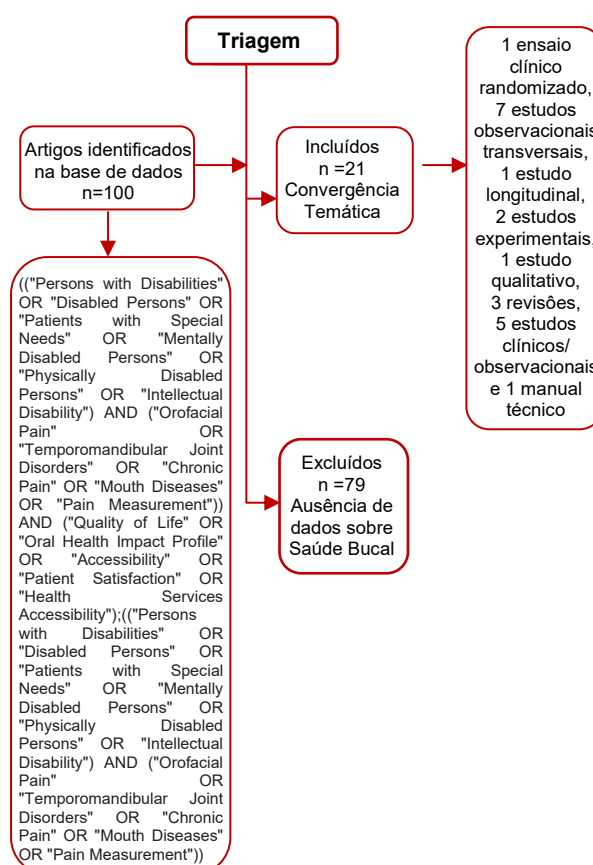 Triagem
Artigos identificados
na base de dados
n=100
Incluídos
n =21
Convergência
Temática
1 ensaio
clínico
randomizado,
7 estudos
observacionais
transversais,
1 estudo
longitudinal,
2 estudos
experimentais,
1 estudo
qualitativo,
3 revisões,
5 estudos
clínicos/
observacionais
e 1 manual
técnico
Excluídos
n =79
Ausência de
dados sobre
Saúde Bucal
(("Persons with Disabilities"
OR "Disabled Persons" OR
"Patients with Special
Needs" OR "Mentally
Disabled Persons" OR
"Physically Disabled
Persons" OR "Intellectual
Disability") AND ("Orofacial
Pain" OR
"Temporomandibular Joint
Disorders" OR "Chronic
Pain" OR "Mouth Diseases"
OR "Pain Measurement"))
AND ("Quality of Life" OR
"Oral Health Impact Profile"
OR "Accessibility" OR
"Patient Satisfaction" OR
"Health Services
Accessibility");(("Persons
with Disabilities" OR
"Disabled Persons" OR
"Patients with Special
Needs" OR "Mentally
Disabled Persons" OR
"Physically Disabled
Persons" OR "Intellectual
Disability") AND ("Orofacial
Pain" OR
"Temporomandibular Joint
Disorders" OR "Chronic
Pain" OR "Mouth Diseases"
OR "Pain Measurement"))